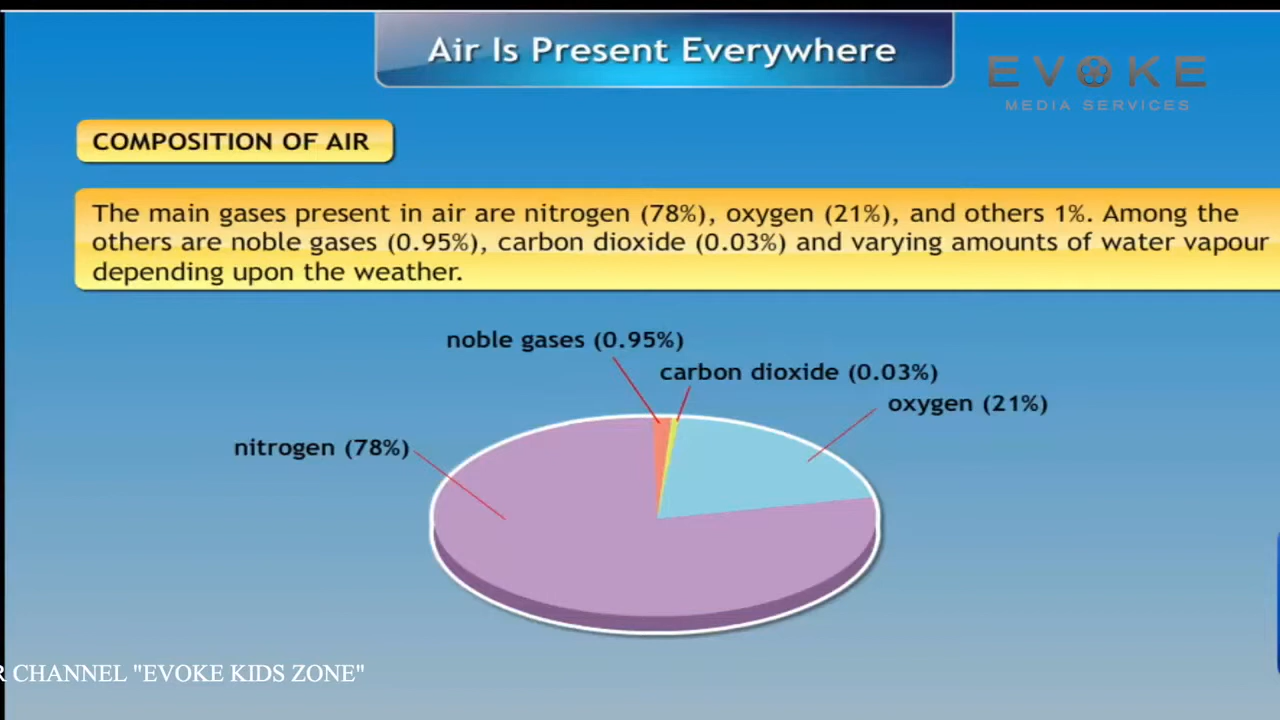 Air Is Present Everywhere
EVOKE
MEDIA SERVICES
COMPOSITION OF AIR
The main gases present in air are nitrogen (78%), oxygen (21%), and others 1%. Among the
others are noble gases (0.95%), carbon dioxide (0.03%) and varying amounts of water vapour
depending upon the weather.
noble gases (0.95%)
carbon dioxide (0.03%)
oxygen (21%)
nitrogen (78%)
R CHANNEL "EVOKE KIDS ZONE"